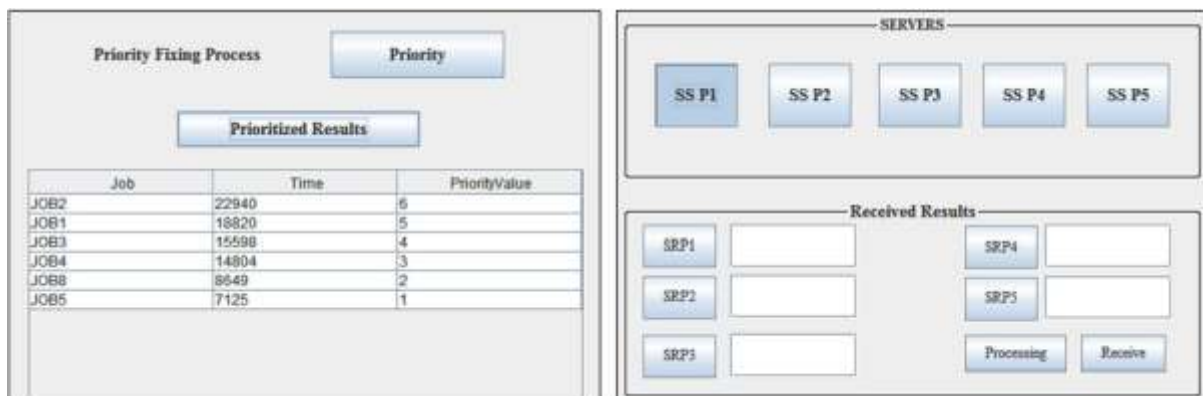 Priority Fixing Process
Priority
Prioritized Results
Job Time PriorityValue
JOB2 22940 6
JOB1 18820 5
JOB3 15598 4
JOB4 14804 3
JOB8 8649 2
JOB5 7125 1
SERVERS
SS P1 SS P2 SS P3 SS P4 SS P5
Received Results
SRP1 SRP4
SRP2 SRP5
SRP3 Processing Receive